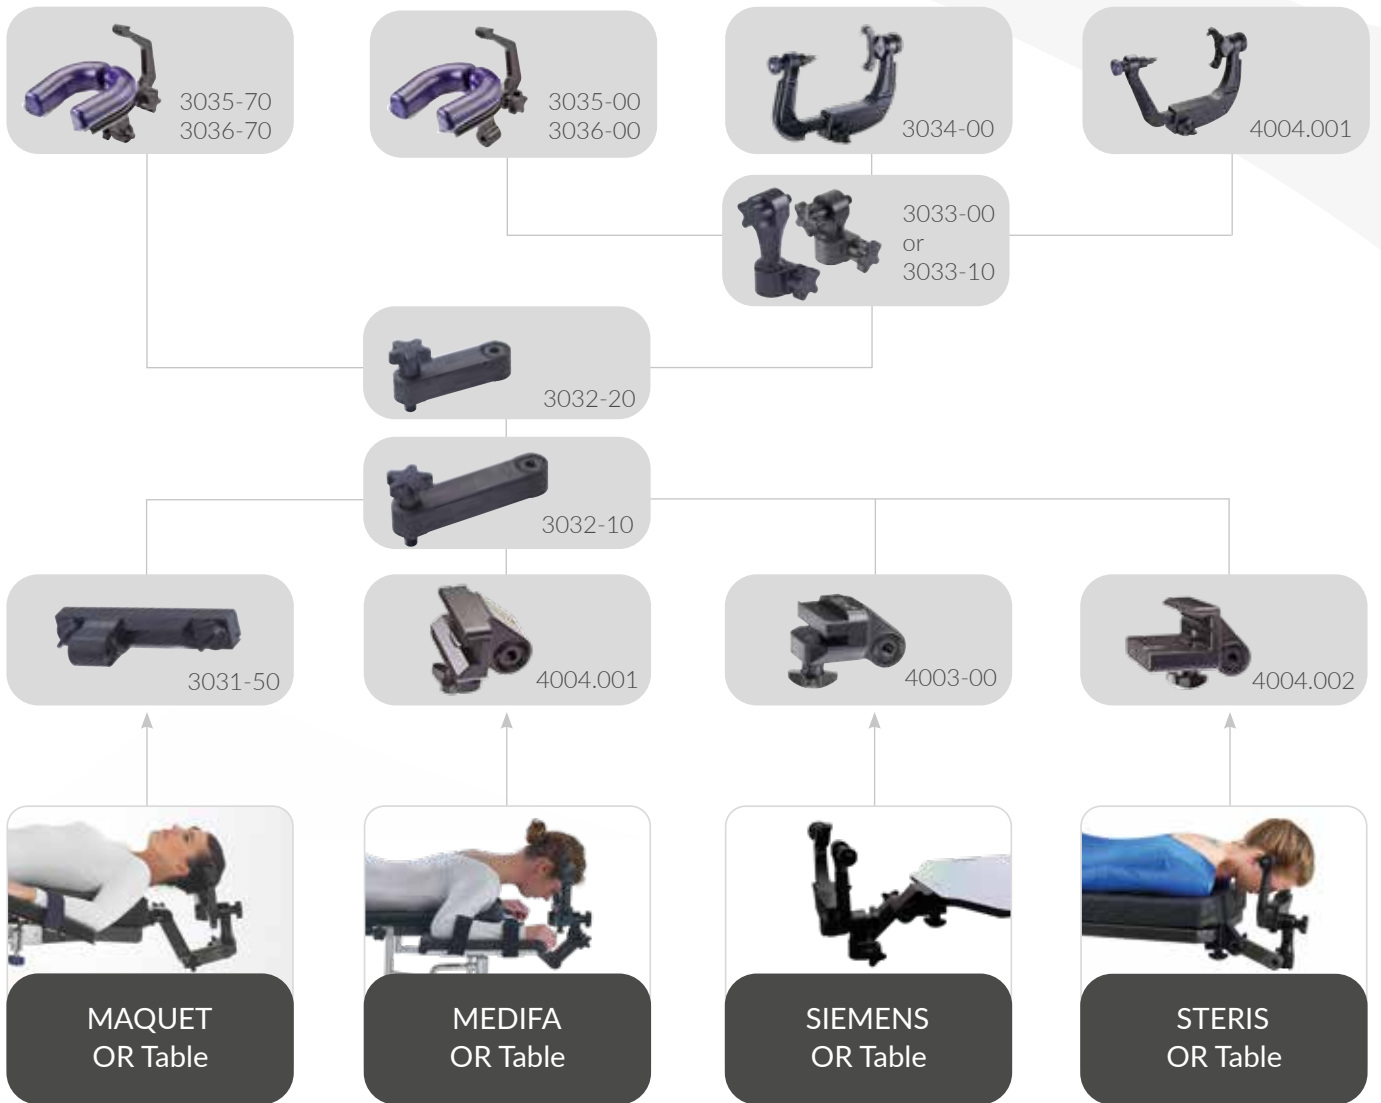 3035-70
3036-70
3035-00
3036-00
3034-00
4004.001
3033-00
or
3033-10
3032-20
3032-10
3031-50
4004.001
4003-00
4004.002
MAQUET
OR Table
MEDIFA
OR Table
SIEMENS
OR Table
STERIS
OR Table